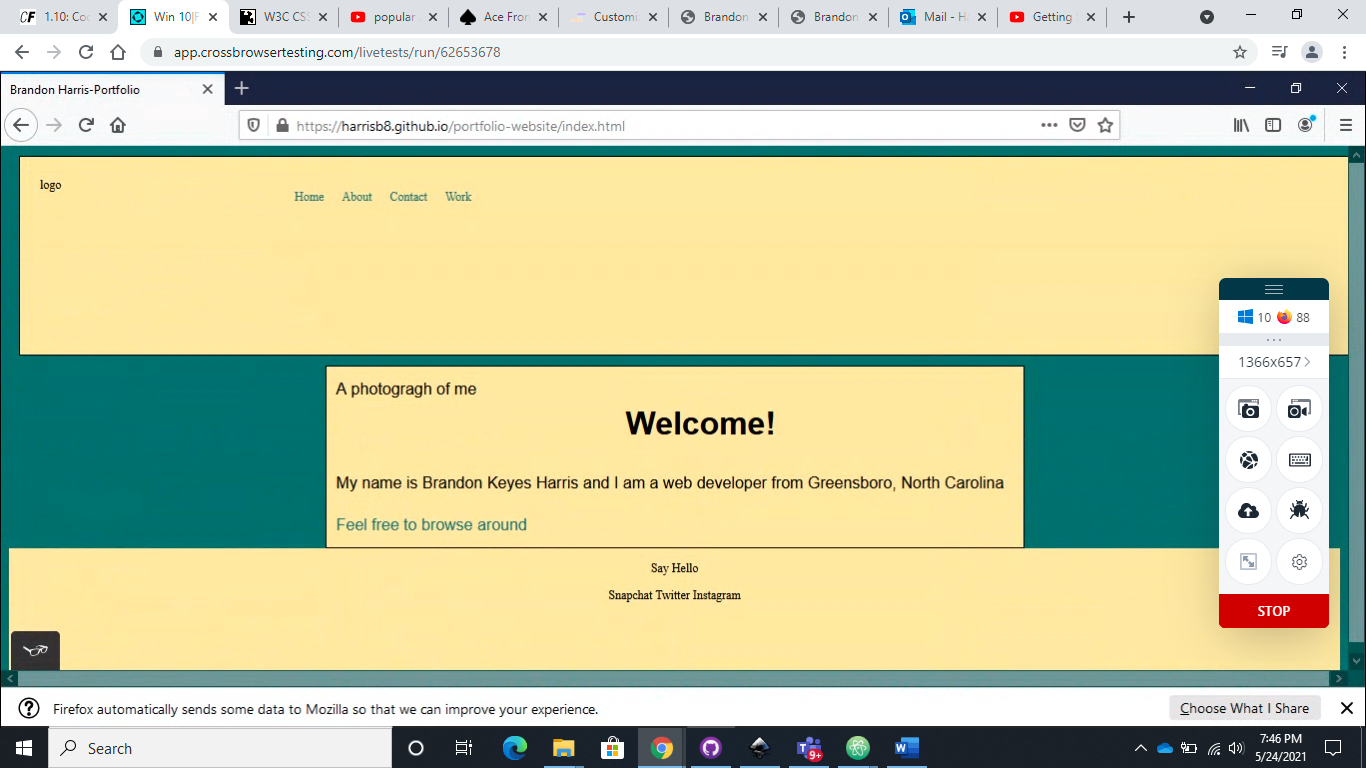 1.10: Coo
Win 10|F
W3C CSS
popular
Ace Fron
Customi
Brandon
Brandon
Mail - Ha
Getting
app.crossbrowsertesting.com/livetests/run/62653678
Brandon Harris-Portfolio
https://harrisb8.github.io/portfolio-website/index.html
logo
Home About Contact Work
10 88
1366x657
A photogragh of me
Welcome!
My name is Brandon Keyes Harris and I am a web developer from Greensboro, North Carolina
Feel free to browse around
Say Hello
Snapchat Twitter Instagram
STOP
Firefox automatically sends some data to Mozilla so that we can improve your experience.
Choose What I Share
Search
9+
7:46 PM
5/24/2021